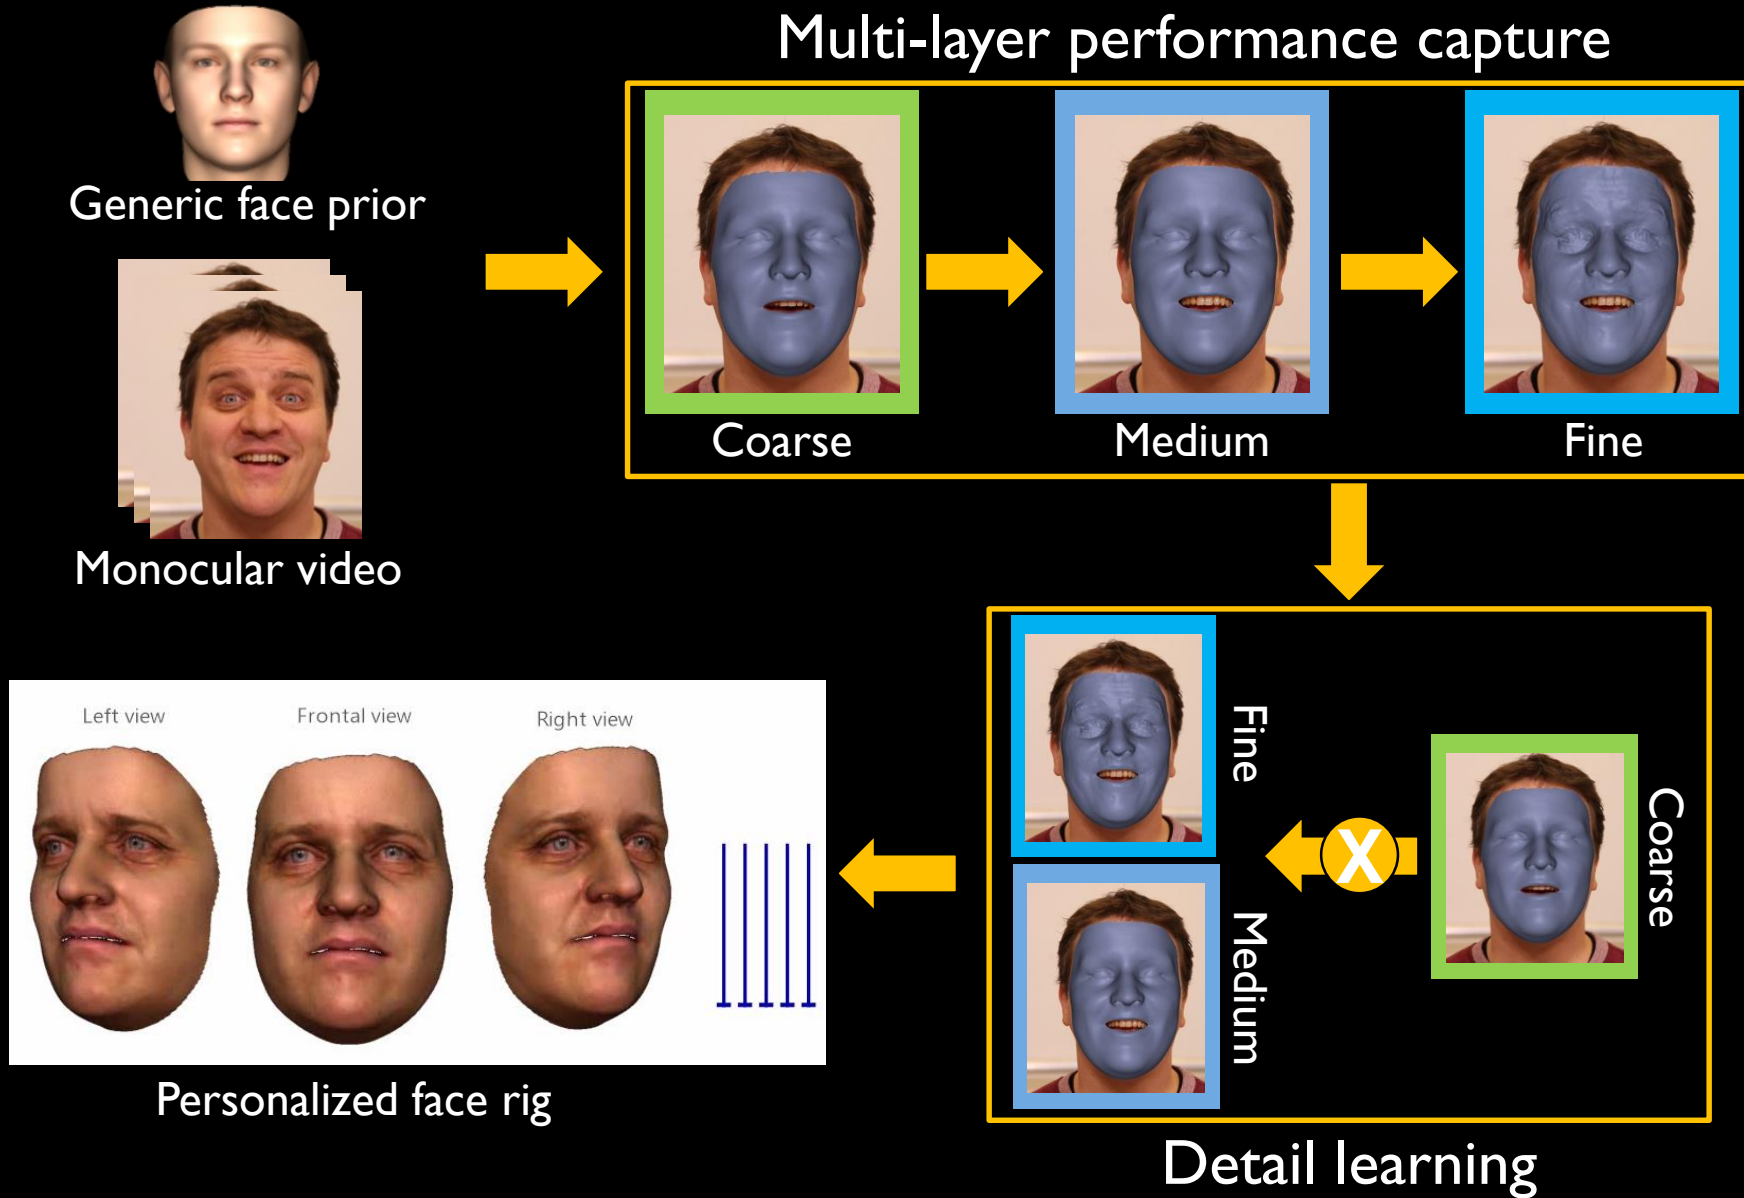 Multi-layer performance capture
Generic face prior
Monocular video
Coarse
Medium
Fine
Fine
Medium
X
Coarse
Detail learning
Left view
Frontal view
Right view
Personalized face rig